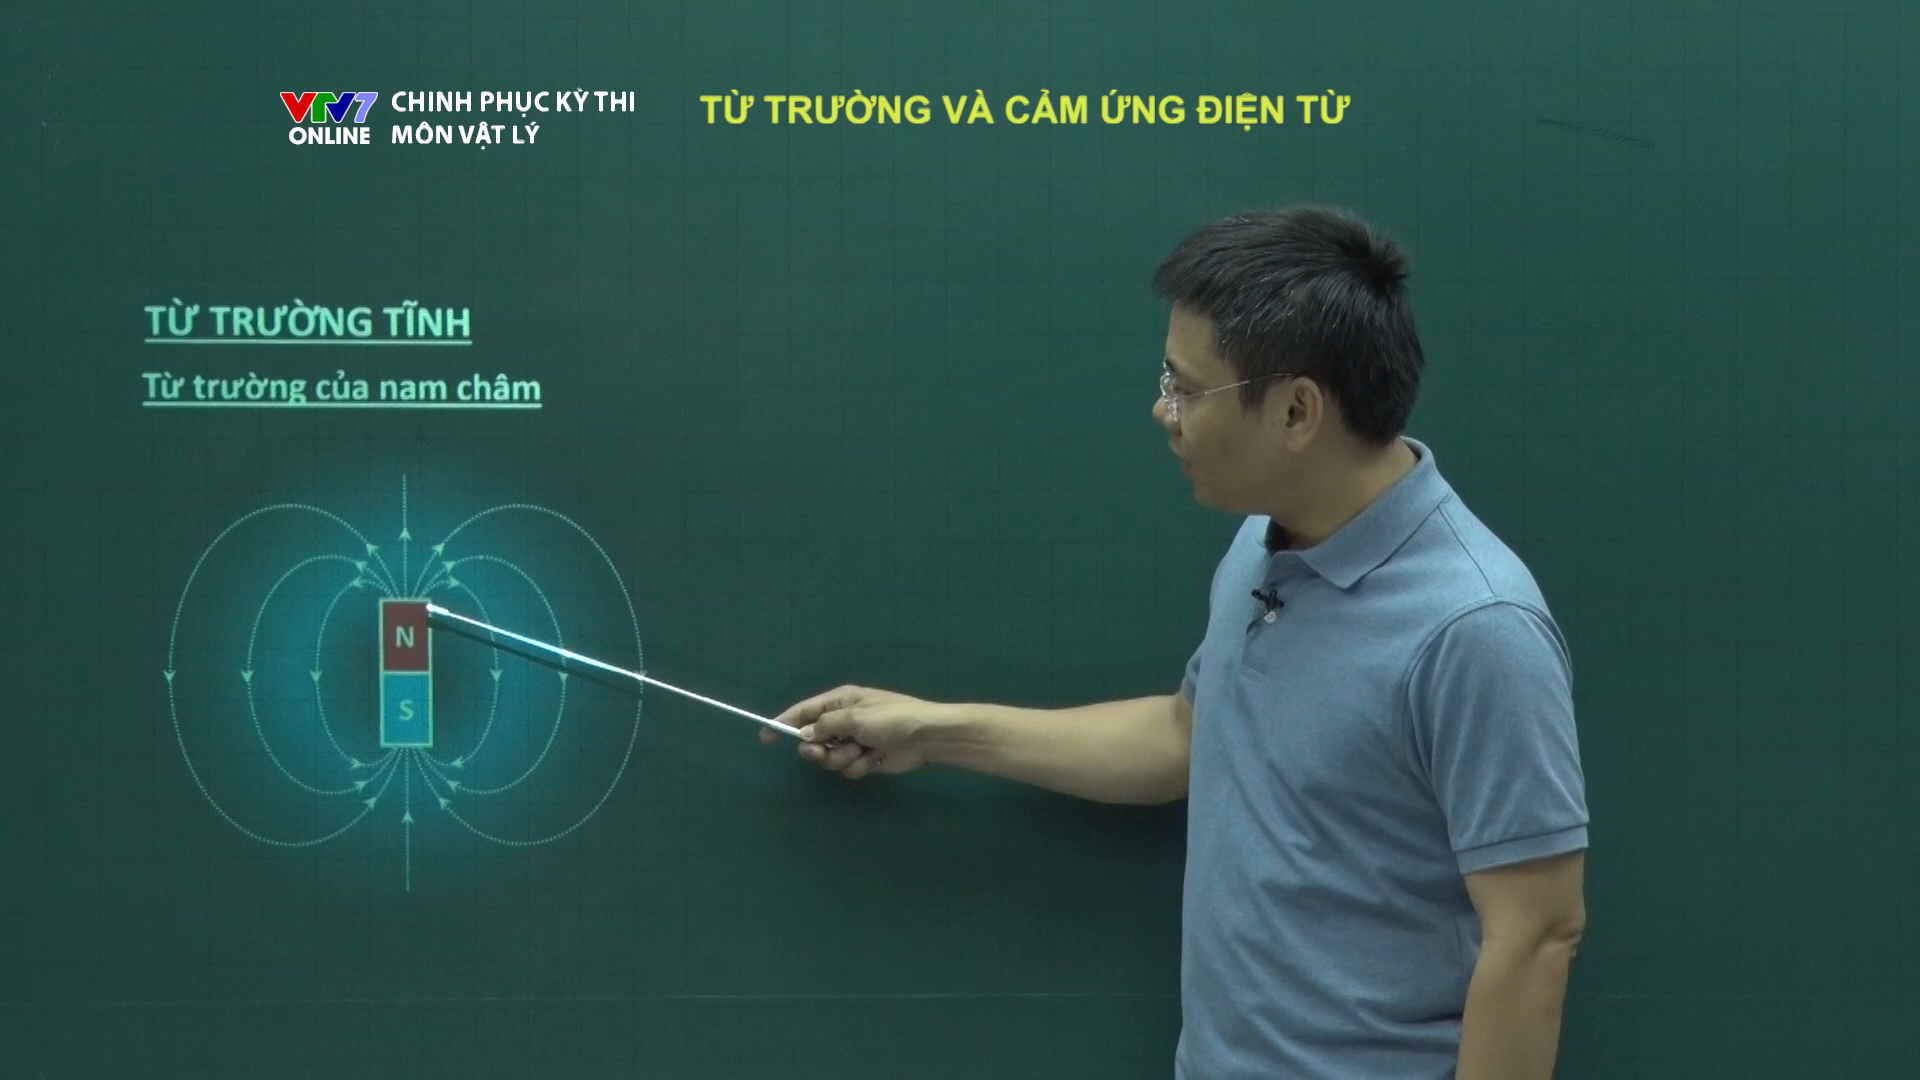 VTV7
ONLINE
CHINH PHỤC KỲ THI
MÔN VẬT LÝ
TỪ TRƯỜNG VÀ CẢM ỨNG ĐIỆN TỪ
TỪ TRƯỜNG TĨNH
Từ trường của nam châm
N
S